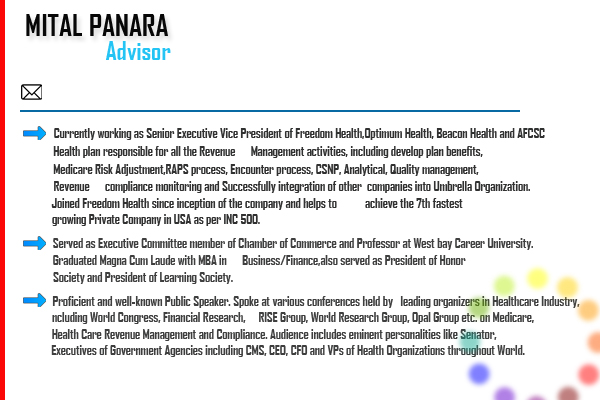 MITAL PANARA
Advisor
Currently working as Senior Executive Vice President of Freedom Health,Optimum Health, Beacon Health and AFCSC
Health plan responsible for all the Revenue Management activities, including develop plan benefits,
Medicare Risk Adjustment,RAPS process, Encounter process, CSNP, Analytical, Quality management,
Revenue compliance monitoring and Successfully integration of other companies into Umbrella Organization.
Joined Freedom Health since inception of the company and helps to achieve the 7th fastest
growing Private Company in USA as per INC 500.
Served as Executive Committee member of Chamber of Commerce and Professor at West bay Career University.
Graduated Magna Cum Laude with MBA in Business/Finance,also served as President of Honor
Society and President of Learning Society.
Proficient and well-known Public Speaker. Spoke at various conferences held by leading organizers in Healthcare Industry,
ncluding World Congress, Financial Research, RISE Group, World Research Group, Opal Group etc. on Medicare,
Health Care Revenue Management and Compliance. Audience includes eminent personalities like Senator,
Executives of Government Agencies including CMS, CEO, CFO and VPs of Health Organizations throughout World.